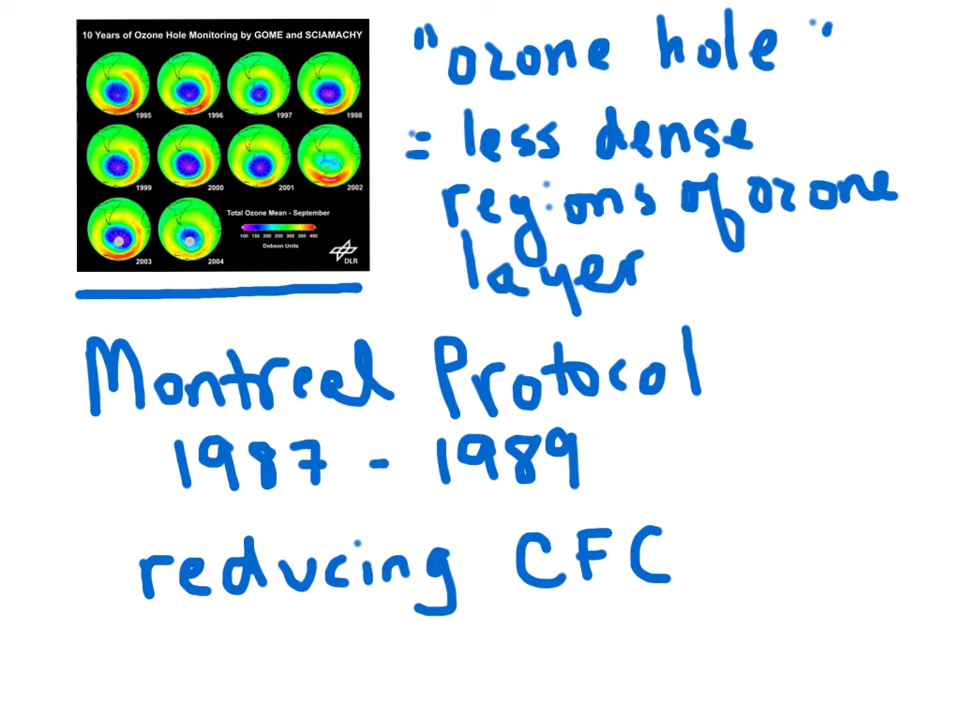 10 Years of Ozone Hole Monitoring by GOME and SCIAMACHY
1995 1996 1997 1998
1999 2000 2001 2002
2003 2004
Total Ozone Mean - September
100 150 200 250 300 350 400
Dobson Units
DLR
"ozone hole"
= less dense
regions of ozone
layer
Montreal Protocol
1987 - 1989
reducing CFC